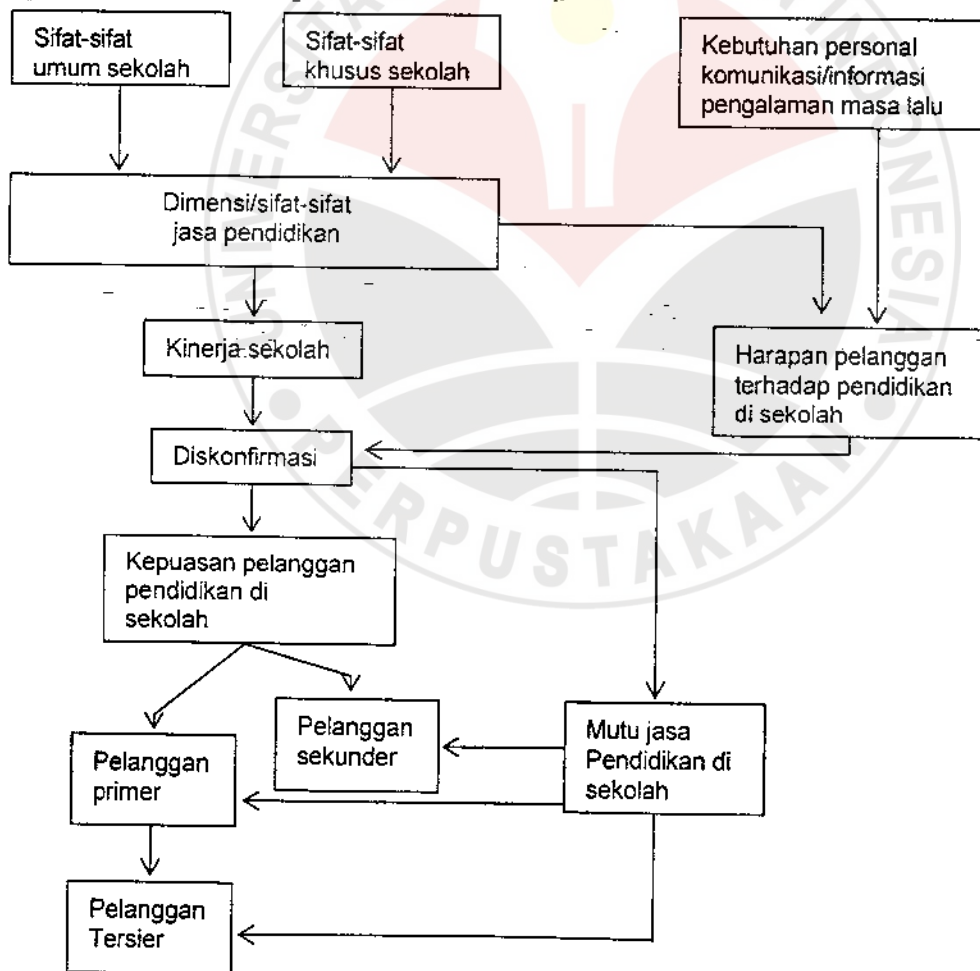 Sifat-sifat
umum sekolah
Sifat-sifat
khusus sekolah
Kebutuhan personal
komunikasi/informasi
pengalaman masa lalu
Dimensi/sifat-sifat
jasa pendidikan
Kinerja sekolah
Harapan pelanggan
terhadap pendidikan
di sekolah
Diskonfirmasi
Kepuasan pelanggan
pendidikan di
sekolah
Pelanggan
sekunder
Mutu jasa
Pendidikan di
sekolah
Pelanggan
primer
Pelanggan
Tersier
PERPUSTAKAAN